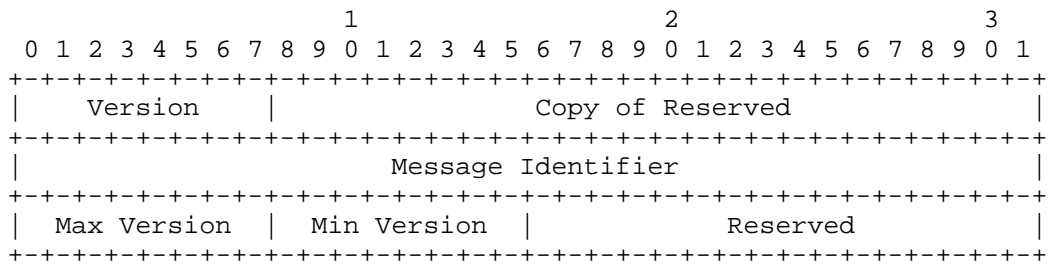 1                   2                   3
0 1 2 3 4 5 6 7 8 9 0 1 2 3 4 5 6 7 8 9 0 1 2 3 4 5 6 7 8 9 0 1
+-+-+-+-+-+-+-+-+-+-+-+-+-+-+-+-+-+-+-+-+-+-+-+-+-+-+-+-+-+-+-+
|    Version    |               Copy of Reserved              |
+-+-+-+-+-+-+-+-+-+-+-+-+-+-+-+-+-+-+-+-+-+-+-+-+-+-+-+-+-+-+-+
|                      Message Identifier                     |
+-+-+-+-+-+-+-+-+-+-+-+-+-+-+-+-+-+-+-+-+-+-+-+-+-+-+-+-+-+-+-+
|  Max Version  |  Min Version  |           Reserved          |
+-+-+-+-+-+-+-+-+-+-+-+-+-+-+-+-+-+-+-+-+-+-+-+-+-+-+-+-+-+-+-+